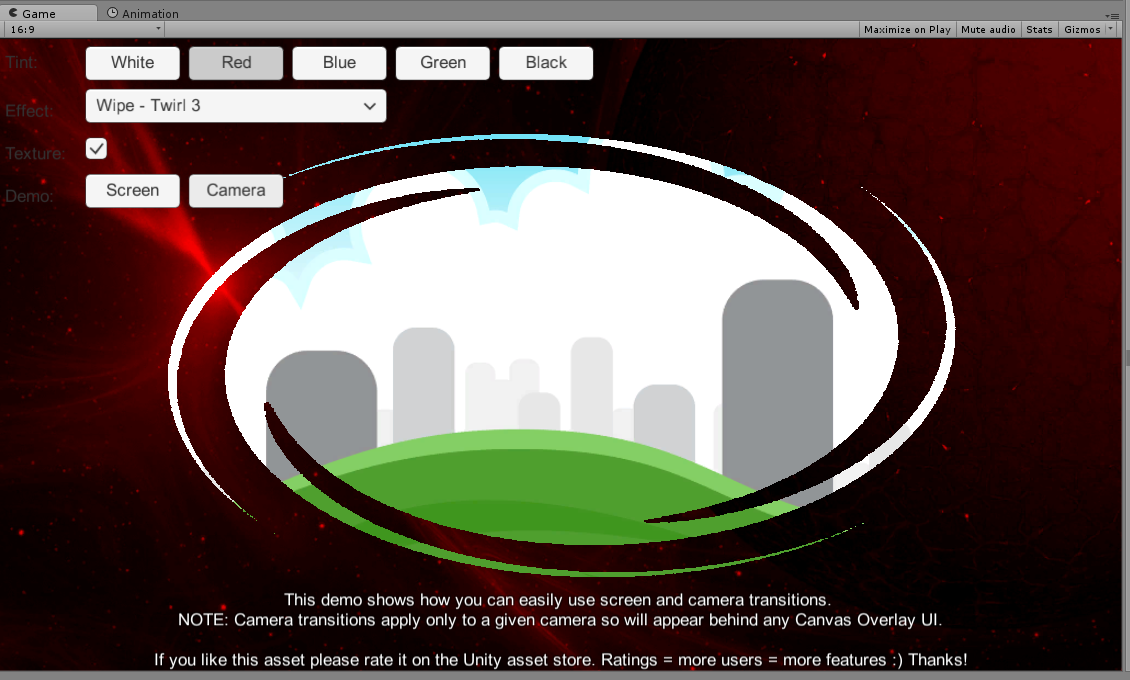 Game
Animation
16:9
Maximize on Play
Mute audio
Stats
Gizmos
Tint:
White
Red
Blue
Green
Black
Effect:
Wipe - Twirl 3
Texture:
Demo:
Screen
Camera
This demo shows how you can easily use screen and camera transitions.
NOTE: Camera transitions apply only to a given camera so will appear behind any Canvas Overlay UI.
If you like this asset please rate it on the Unity asset store. Ratings = more users = more features :) Thanks!